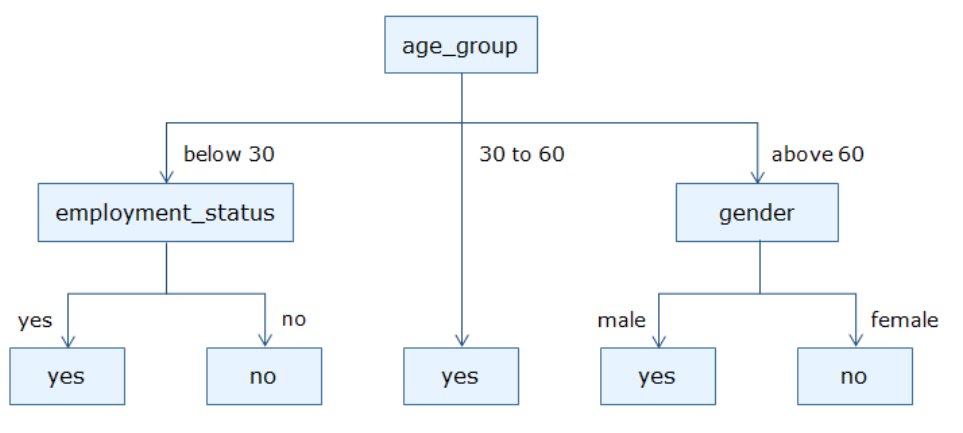 age_group
below 30
30 to 60
above 60
employment_status
gender
yes
no
male
female
yes
no
yes
yes
no